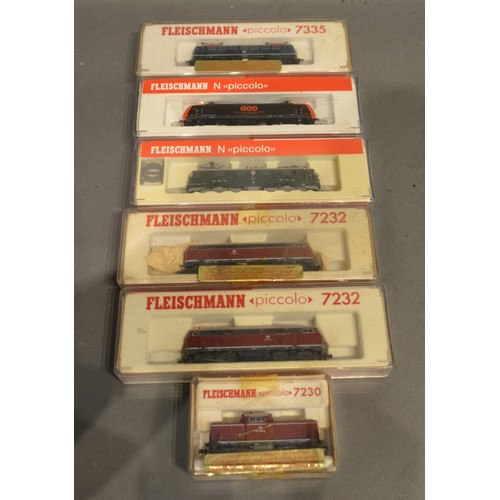 FLEISCHMANN «piccolo» 7335
FLEISCHMANN N «piccolo»
FLEISCHMANN N «piccolo»
FLEISCHMANN «piccolo» 7232
FLEISCHMANN «piccolo» 7232
FLEISCHMANN N «piccolo» 7230